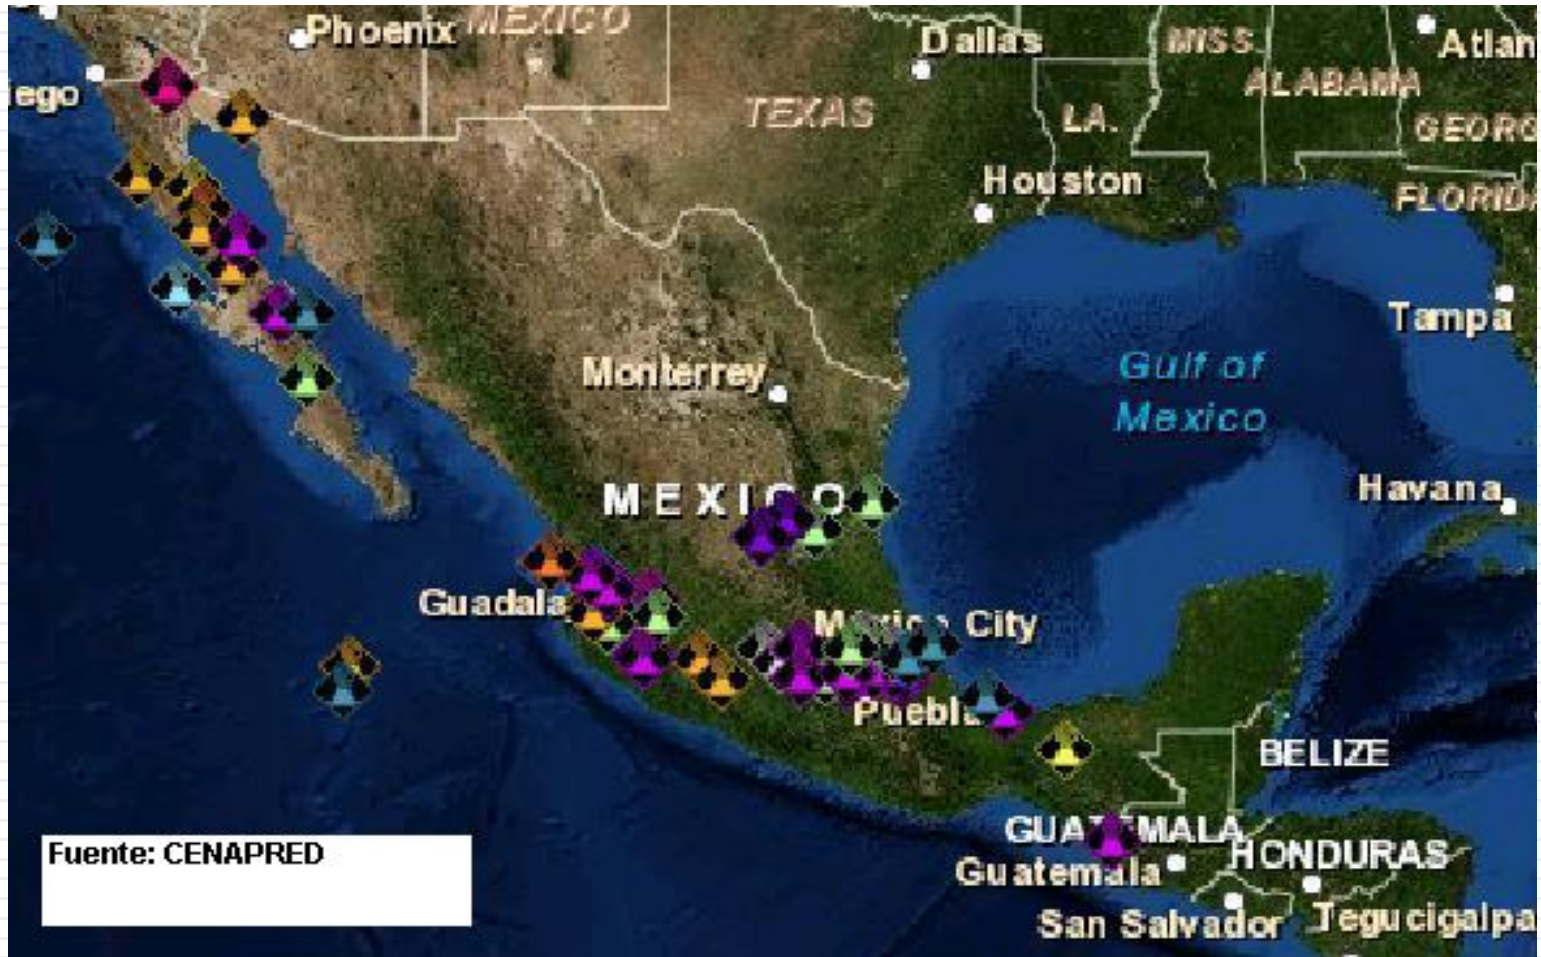 Phoenix
MEXICO
Dallas
MISS.
Atlan
iego
TEXAS
LA.
ALABAMA
GEORG
Houston
FLORIDA
Tampa
Monterrey
Gulf of
Mexico
MEXICO
Havana
Guadala
México City
Puebla
BELIZE
GUATEMALA
HONDURAS
Guatemala
San Salvador
Tegucigalpa
Fuente: CENAPRED